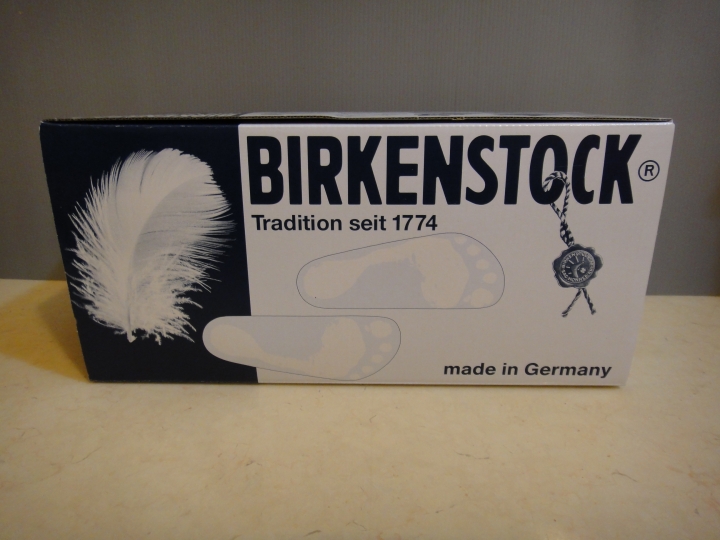 BIRKENSTOCK®
Tradition seit 1774
made in Germany